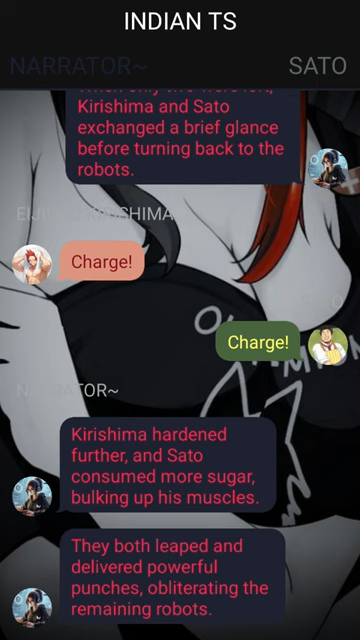 INDIAN TS
NARRATOR~
SATO
Kirishima and Sato
exchanged a brief glance
before turning back to the
robots.
Charge!
Charge!
NARRATOR~
Kirishima hardened
further, and Sato
consumed more sugar,
bulking up his muscles.
They both leaped and
delivered powerful
punches, obliterating the
remaining robots.